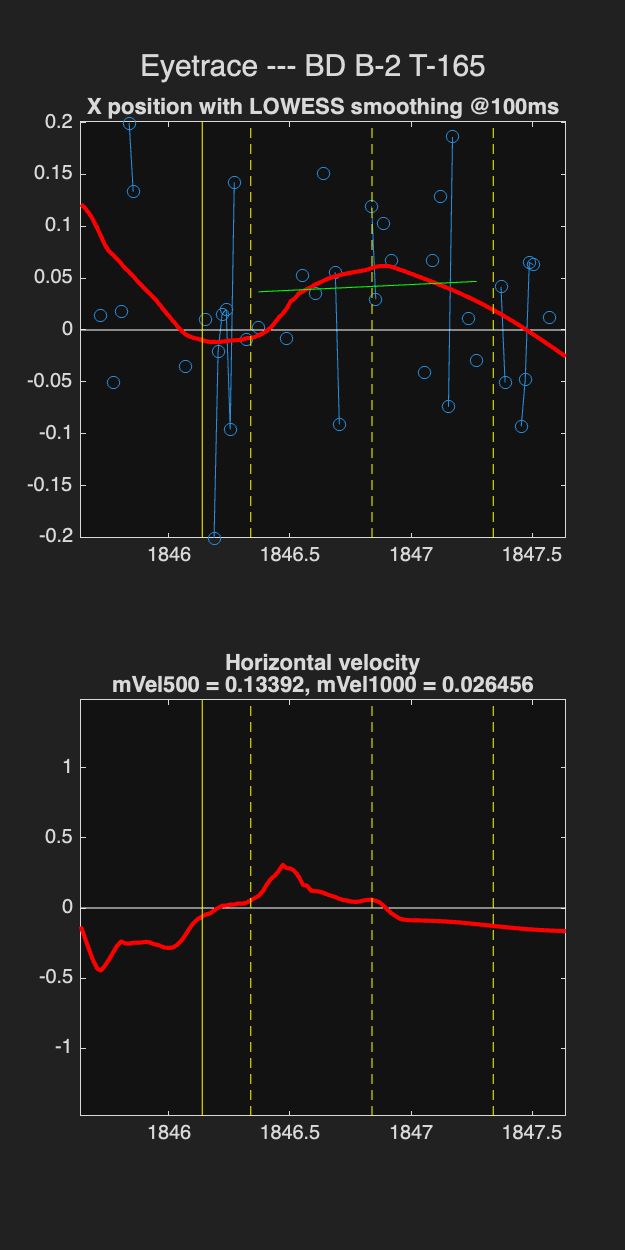 Eyetrace --- BD B-2 T-165
X position with LOWESS smoothing @100ms
0.2
0.15
0.1
0.05
0
-0.05
-0.1
-0.15
-0.2
1846 1846.5 1847 1847.5
Horizontal velocity
mVel500 = 0.13392, mVel1000 = 0.026456
1
0.5
0
-0.5
-1
1846 1846.5 1847 1847.5